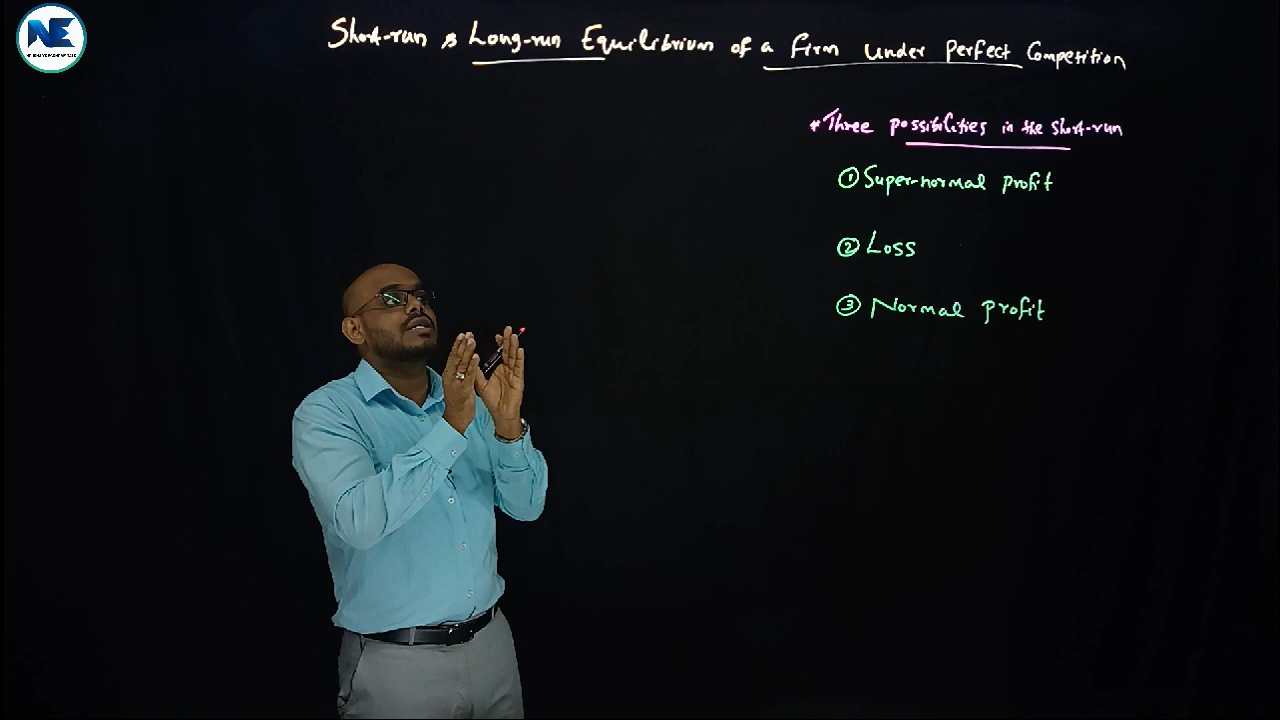 NE
Short-run & Long-run Equilibrium of a firm under perfect Competition
* Three possibilities in the short-run
① Super-normal profit
② Loss
③ Normal profit